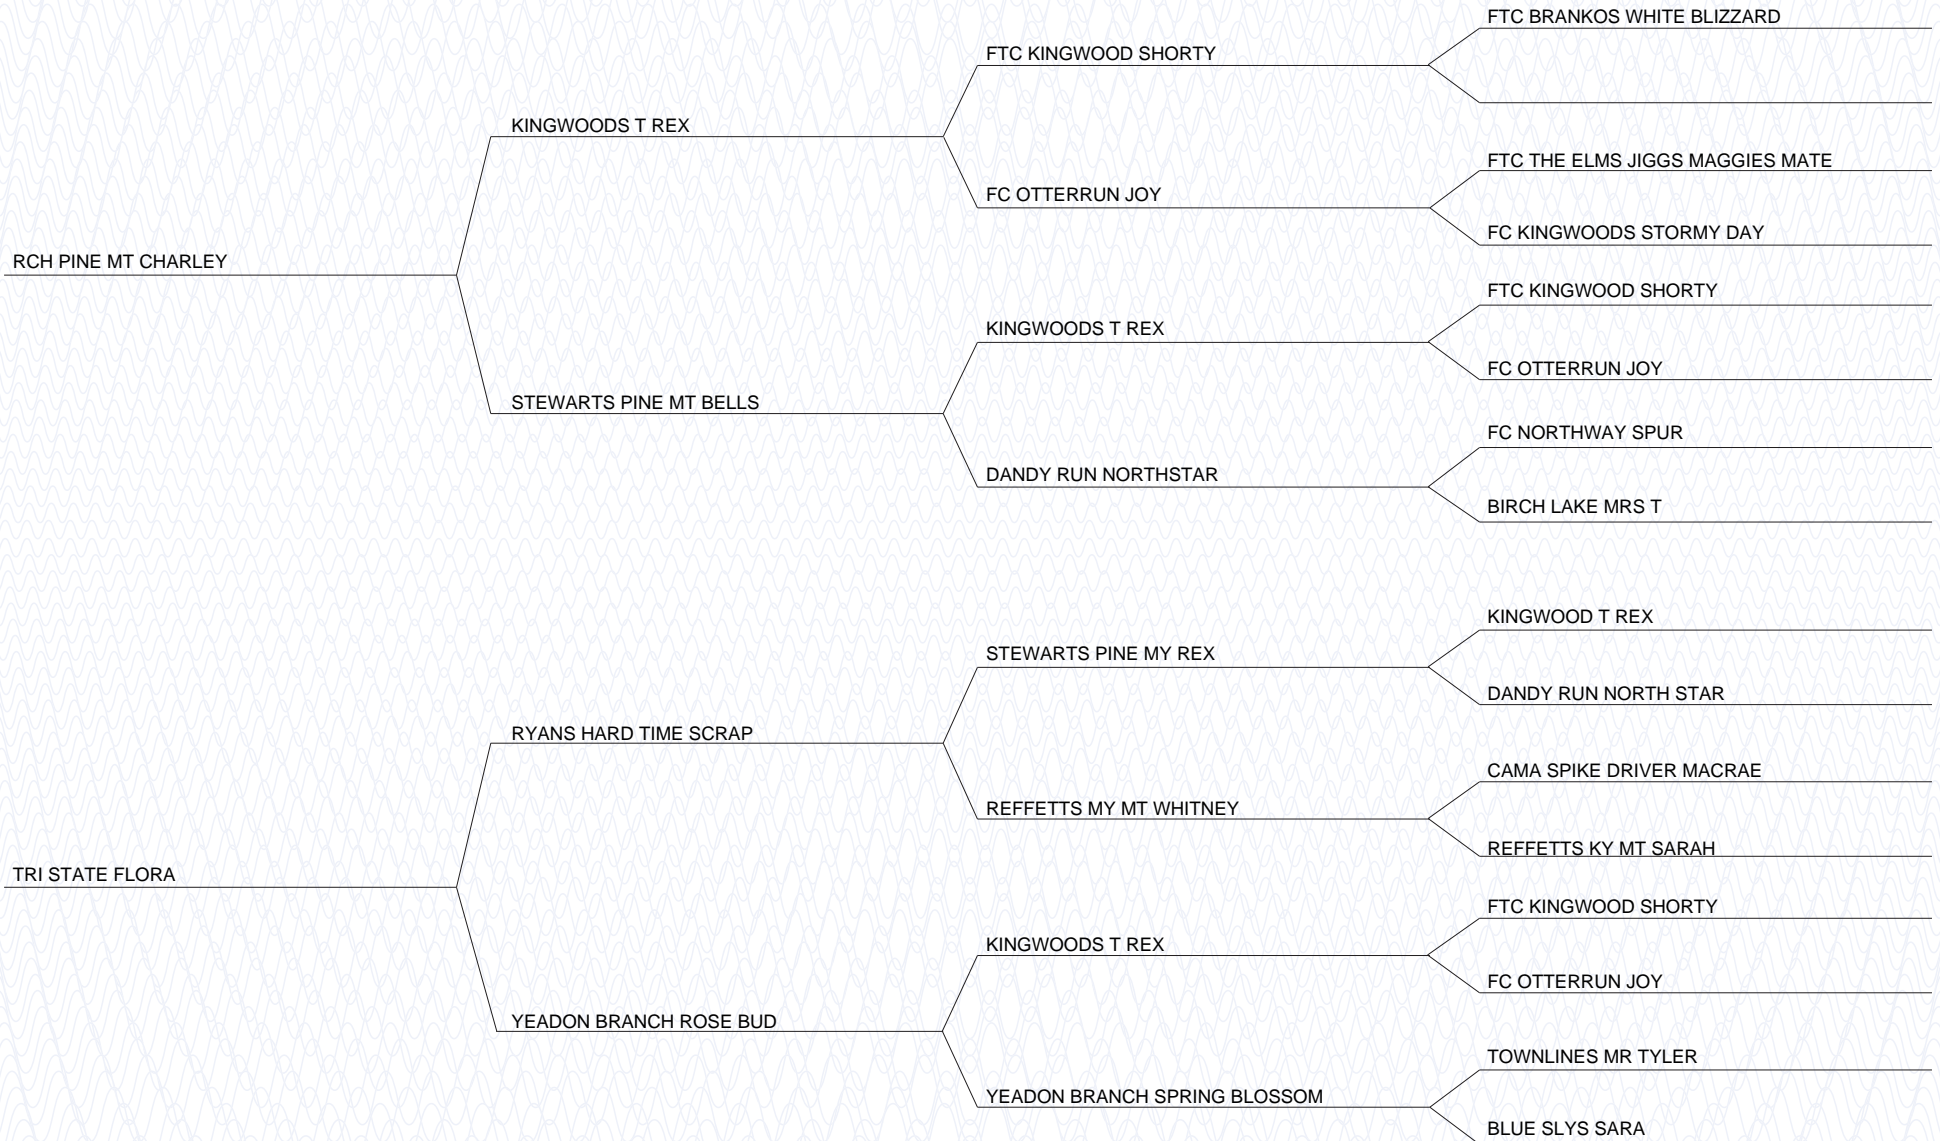 FTC BRANKOS WHITE BLIZZARD
FTC KINGWOOD SHORTY
KINGWOODS T REX
FTC THE ELMS JIGGS MAGGIES MATE
FC OTTERRUN JOY
FC KINGWOODS STORMY DAY
RCH PINE MT CHARLEY
FTC KINGWOOD SHORTY
KINGWOODS T REX
FC OTTERRUN JOY
STEWARTS PINE MT BELLS
FC NORTHWAY SPUR
DANDY RUN NORTHSTAR
BIRCH LAKE MRS T
KINGWOOD T REX
STEWARTS PINE MY REX
DANDY RUN NORTH STAR
RYANS HARD TIME SCRAP
CAMA SPIKE DRIVER MACRAE
REFFETTS MY MT WHITNEY
REFFETTS KY MT SARAH
TRI STATE FLORA
FTC KINGWOOD SHORTY
KINGWOODS T REX
FC OTTERRUN JOY
YEADON BRANCH ROSE BUD
TOWNLINES MR TYLER
YEADON BRANCH SPRING BLOSSOM
BLUE SLYS SARA